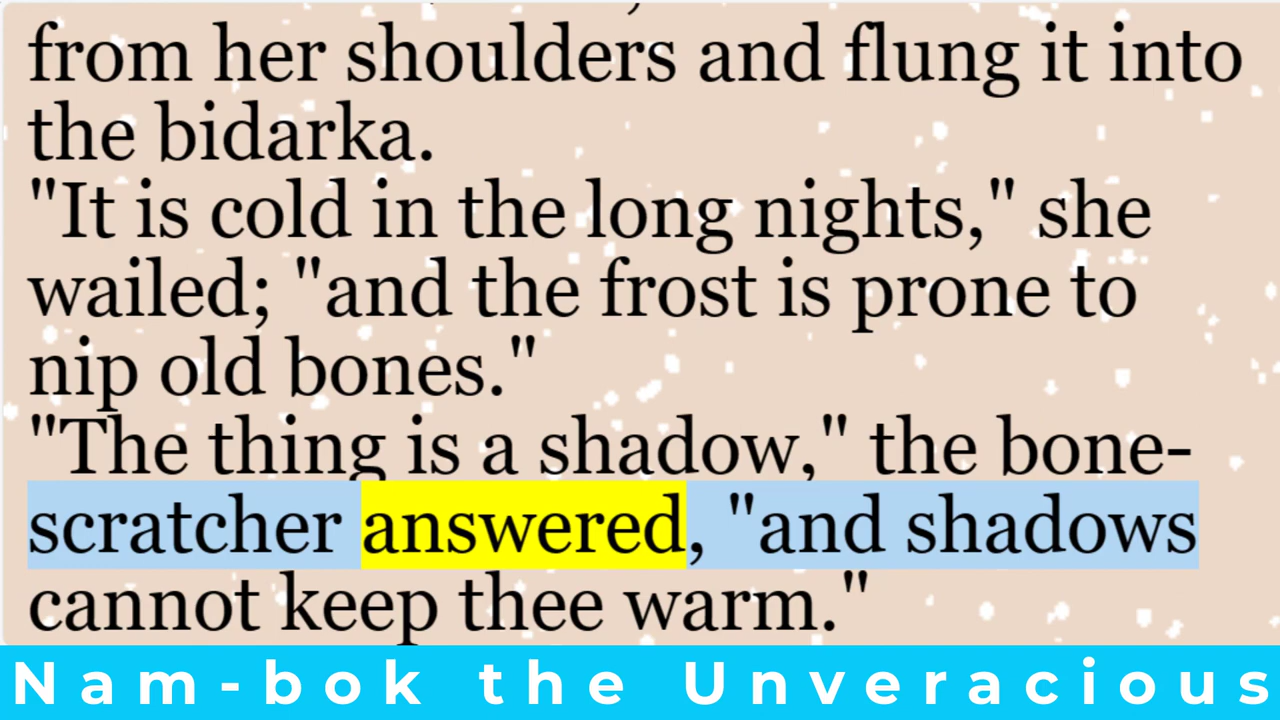 from her shoulders and flung it into
the bidarka.
"It is cold in the long nights," she
wailed; "and the frost is prone to
nip old bones."
"The thing is a shadow," the bone-
scratcher answered, "and shadows
cannot keep thee warm."
Nam-bok the Unveracious